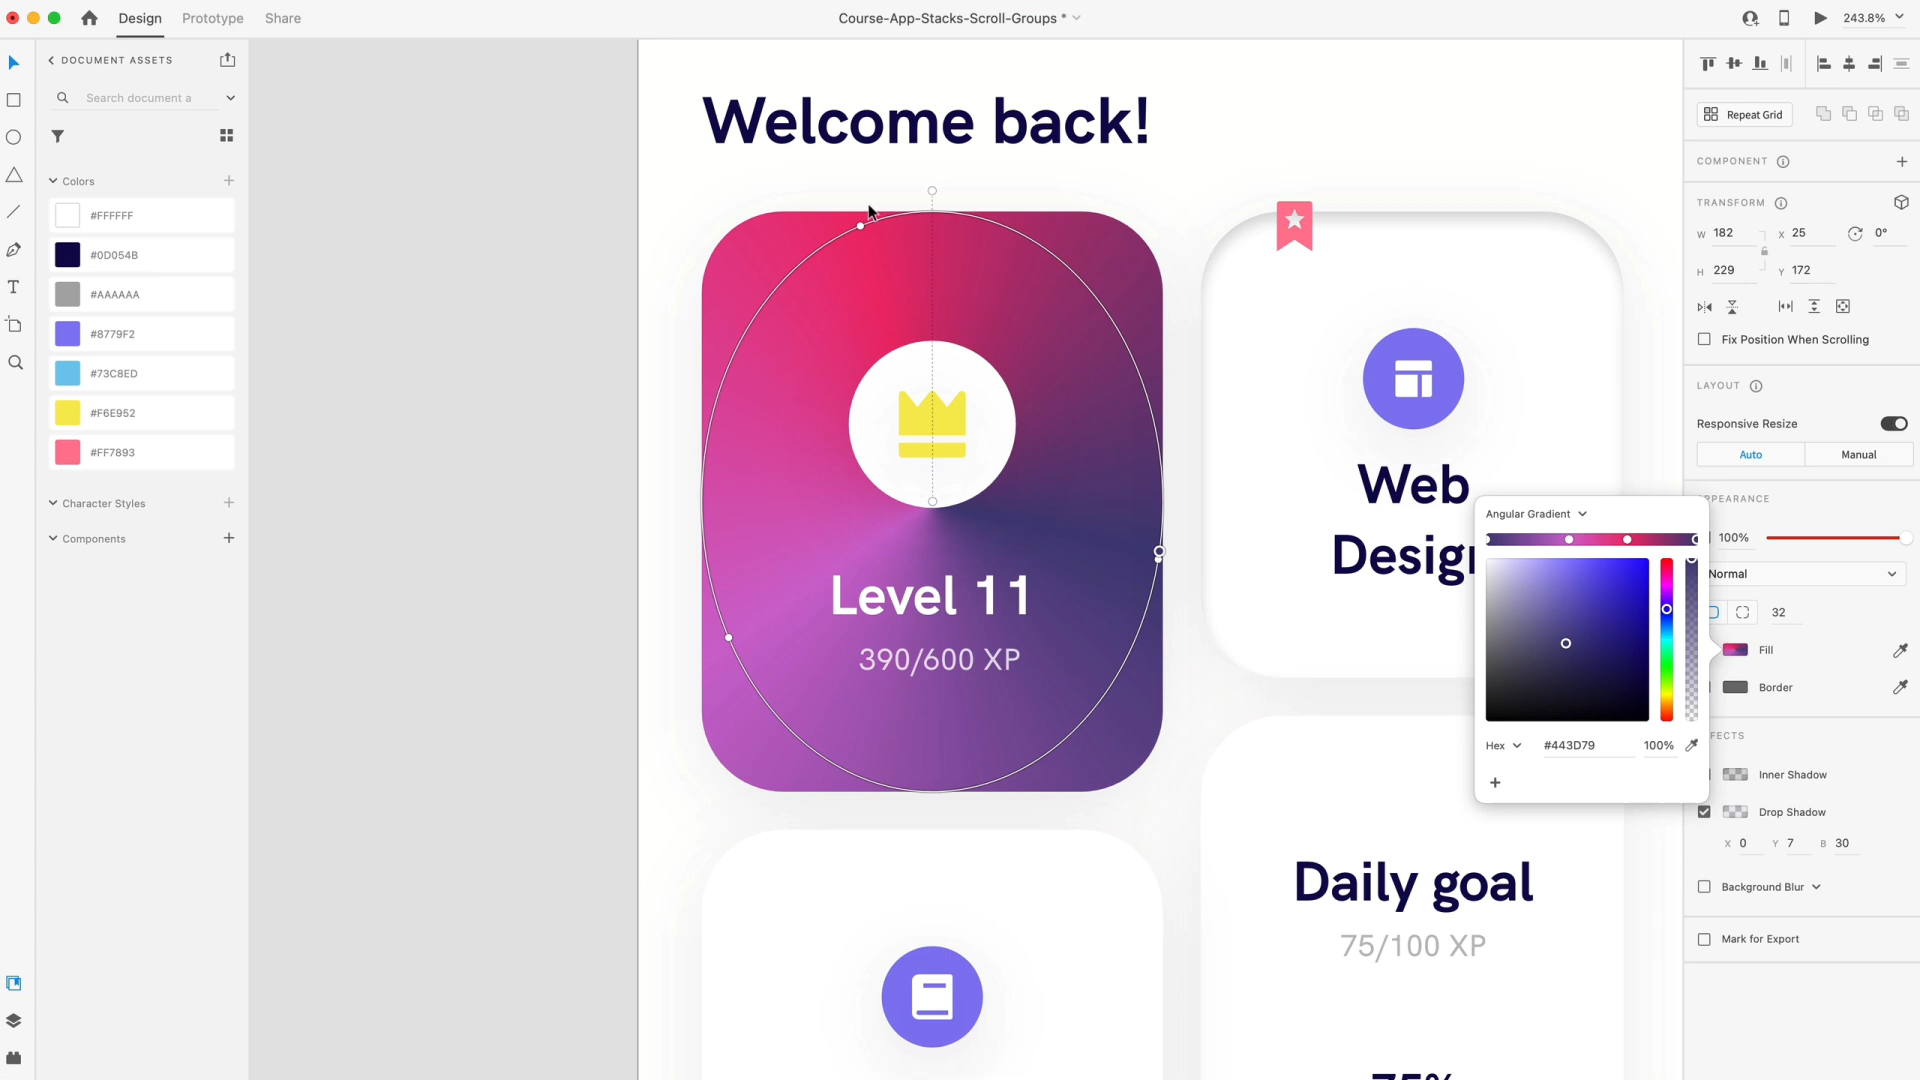 Design Prototype Share
Course-App-Stacks-Scroll-Groups *
243.8%
DOCUMENT ASSETS
Search document a
Colors
#FFFFFF
#0D054B
#AAAAAA
#8779F2
#73C8ED
#F6E952
#FF7893
Character Styles
Components
Welcome back!
Level 11
390/600 XP
Web
Design
Daily goal
75/100 XP
Repeat Grid
COMPONENT
TRANSFORM
W 182 X 25 0°
H 229 Y 172
Fix Position When Scrolling
LAYOUT
Responsive Resize
Auto Manual
PPEARANCE
100%
Normal
32
Fill
Border
FECTS
Inner Shadow
Drop Shadow
X 0 Y 7 B 30
Background Blur
Mark for Export
Angular Gradient
Hex #443D79 100%